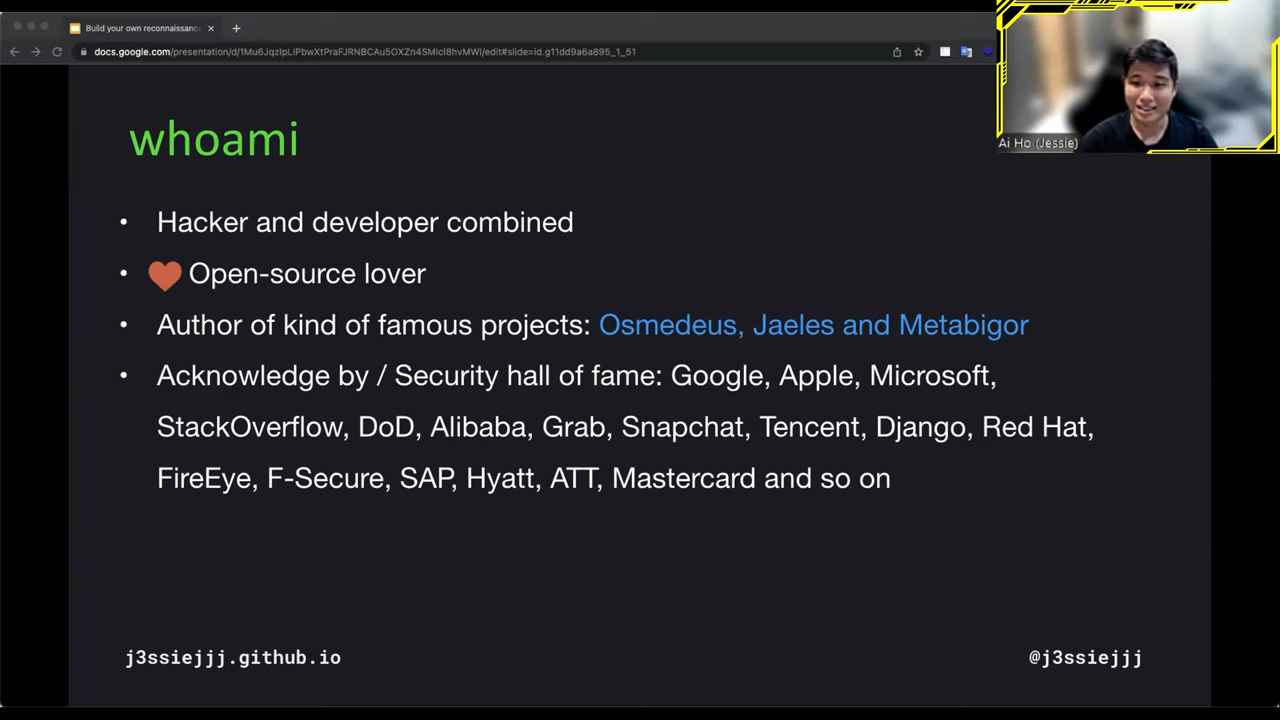 Build your own reconnaissance
docs.google.com/presentation/d/1Mu6JqzlpLiPbwXtPraFJRNBCAu5OXZn4SMlcI8hvMWI/edit#slide=id.g11dd9a6a895_1_51
Ai Ho (Jessie)
whoami
• Hacker and developer combined
• ❤ Open-source lover
• Author of kind of famous projects: Osmedeus, Jaeles and Metabigor
• Acknowledge by / Security hall of fame: Google, Apple, Microsoft,
StackOverflow, DoD, Alibaba, Grab, Snapchat, Tencent, Django, Red Hat,
FireEye, F-Secure, SAP, Hyatt, ATT, Mastercard and so on
j3ssiejjj.github.io
@j3ssiejjj